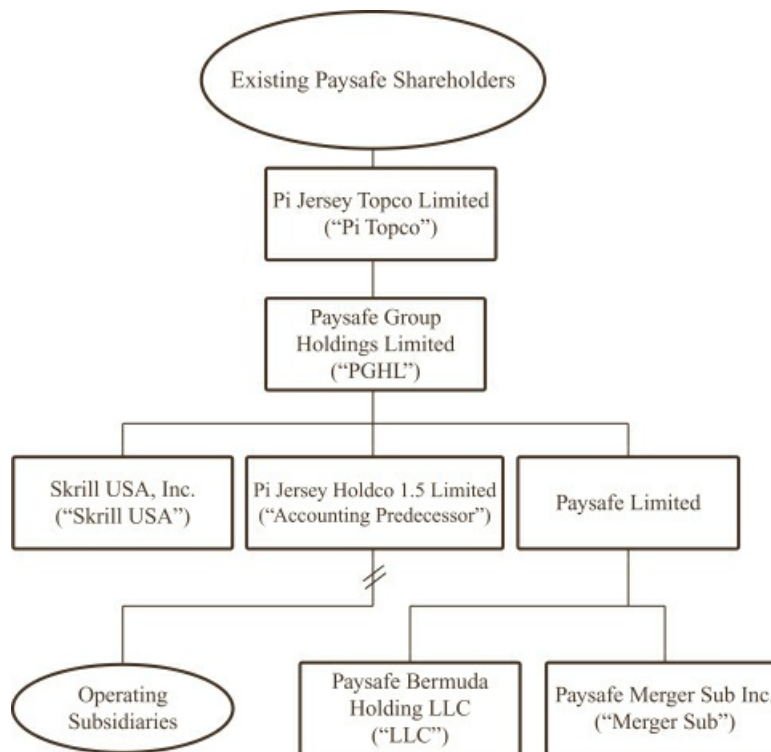 Existing Paysafe Shareholders
Pi Jersey Topco Limited
(“Pi Topco”)
Paysafe Group
Holdings Limited
(“PGHL”)
Skrill USA, Inc.
(“Skrill USA”)
Pi Jersey Holdco 1.5 Limited
(“Accounting Predecessor”)
Paysafe Limited
Operating
Subsidiaries
Paysafe Bermuda
Holding LLC
(“LLC”)
Paysafe Merger Sub Inc.
(“Merger Sub”)